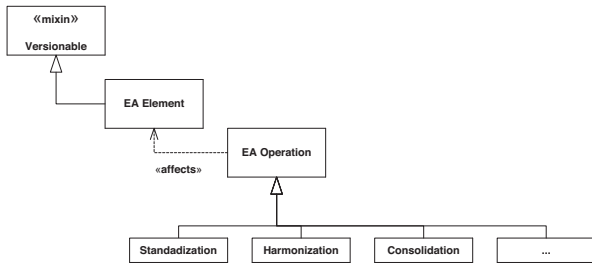 «mixin»
Versionable
EA Element
EA Operation
«affects»
Standadization
Harmonization
Consolidation
...